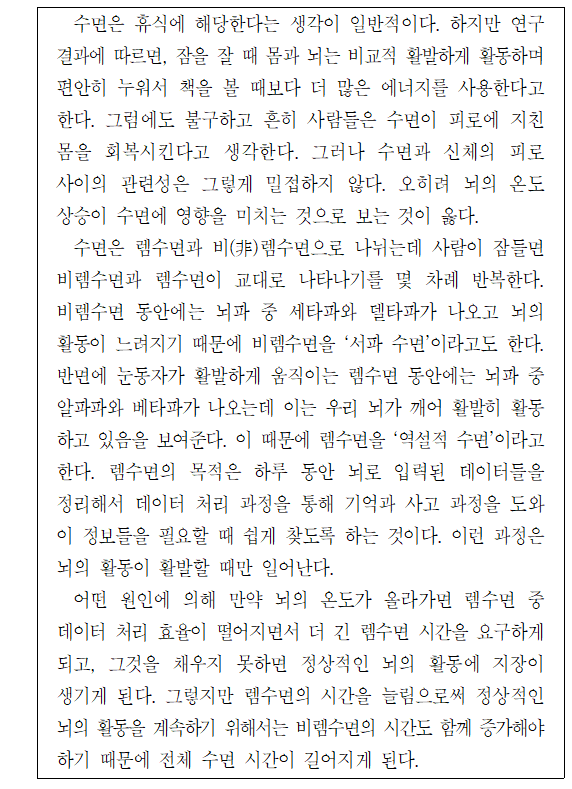 수면은 휴식에 해당한다는 생각이 일반적이다. 하지만 연구
결과에 따르면, 잠을 잘 때 몸과 뇌는 비교적 활발하게 활동하며
편안히 누워서 책을 볼 때보다 더 많은 에너지를 사용한다고
한다. 그럼에도 불구하고 흔히 사람들은 수면이 피로에 지친
몸을 회복시킨다고 생각한다. 그러나 수면과 신체의 피로
사이의 관련성은 그렇게 밀접하지 않다. 오히려 뇌의 온도
상승이 수면에 영향을 미치는 것으로 보는 것이 옳다.
수면은 렘수면과 비(非)렘수면으로 나뉘는데 사람이 잠들면
비렘수면과 렘수면이 교대로 나타나기를 몇 차례 반복한다.
비렘수면 동안에는 뇌파 중 세타파와 델타파가 나오고 뇌의
활동이 느려지기 때문에 비렘수면을 ‘서파 수면’이라고도 한다.
반면에 눈동자가 활발하게 움직이는 렘수면 동안에는 뇌파 중
알파파와 베타파가 나오는데 이는 우리 뇌가 깨어 활발히 활동
하고 있음을 보여준다. 이 때문에 렘수면을 ‘역설적 수면’이라고
한다. 렘수면의 목적은 하루 동안 뇌로 입력된 데이터들을
정리해서 데이터 처리 과정을 통해 기억과 사고 과정을 도와
이 정보들을 필요할 때 쉽게 찾도록 하는 것이다. 이런 과정은
뇌의 활동이 활발할 때만 일어난다.
어떤 원인에 의해 만약 뇌의 온도가 올라가면 렘수면 중
데이터 처리 효율이 떨어지면서 더 긴 렘수면 시간을 요구하게
되고, 그것을 채우지 못하면 정상적인 뇌의 활동에 지장이
생기게 된다. 그렇지만 렘수면의 시간을 늘림으로써 정상적인
뇌의 활동을 계속하기 위해서는 비렘수면의 시간도 함께 증가해야
하기 때문에 전체 수면 시간이 길어지게 된다.